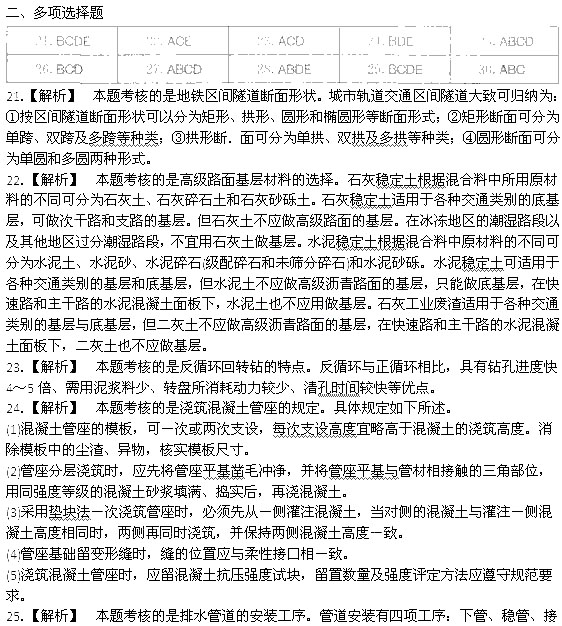 二、多项选择题
21. BCDE 22. ACE 23. ACD 24. BDE 25. ABCD
26. BCD 27. ABCD 28. ABDE 29. BCDE 30. ABC
21.【解析】 本题考核的是地铁区间隧道断面形状。城市轨道交通区间隧道大致可归纳为：
①按区间隧道断面形状可以分为矩形、拱形、圆形和椭圆形等断面形式；②矩形断面可分为
单跨、双跨及多跨等种类；③拱形断．面可分为单拱、双拱及多拱等种类；④圆形断面可分
为单圆和多圆两种形式。
22.【解析】 本题考核的是高级路面基层材料的选择。石灰稳定土根据混合料中所用原材
料的不同可分为石灰土、石灰碎石土和石灰砂砾土。石灰稳定土适用于各种交通类别的底基
层，可做次干路和支路的基层。但石灰土不应做高级路面的基层。在冰冻地区的潮湿路段以
及其他地区过分潮湿路段，不宜用石灰土做基层。水泥稳定土根据混合料中原材料的不同可
分为水泥土、水泥砂、水泥碎石(级配碎石和未筛分碎石)和水泥砂砾。水泥稳定土可适用于
各种交通类别的基层和底基层，但水泥土不应做高级沥青路面的基层，只能做底基层，在快
速路和主干路的水泥混凝土面板下，水泥土也不应用做基层。石灰工业废渣适用于各种交通
类别的基层与底基层，但二灰土不应做高级沥青路面的基层，在快速路和主干路的水泥混凝
土面板下，二灰土也不应做基层。
23.【解析】 本题考核的是反循环回转钻的特点。反循环与正循环相比，具有钻孔进度快
4～5 倍、需用泥浆料少、转盘所消耗动力较少、清孔时间较快等优点。
24.【解析】 本题考核的是浇筑混凝土管座的规定。具体规定如下所述。
(1)混凝土管座的模板，可一次或两次支设，每次支设高度宜略高于混凝土的浇筑高度。消
除模板中的尘渣、异物，核实模板尺寸。
(2)管座分层浇筑时，应先将管座平基凿毛冲净，并将管座平基与管材相接触的三角部位，
用同强度等级的混凝土砂浆填满、捣实后，再浇混凝土。
(3)采用垫块法一次浇筑管座时，必须先从一侧灌注混凝土，当对侧的混凝土与灌注一侧混
凝土高度相同时，两侧再同时浇筑，并保持两侧混凝土高度一致。
(4)管座基础留变形缝时，缝的位置应与柔性接口相一致。
(5)浇筑混凝土管座时，应留混凝土抗压强度试块，留置数量及强度评定方法应遵守规范要
求。
25.【解析】 本题考核的是排水管道的安装工序。管道安装有四项工序：下管、稳管、接